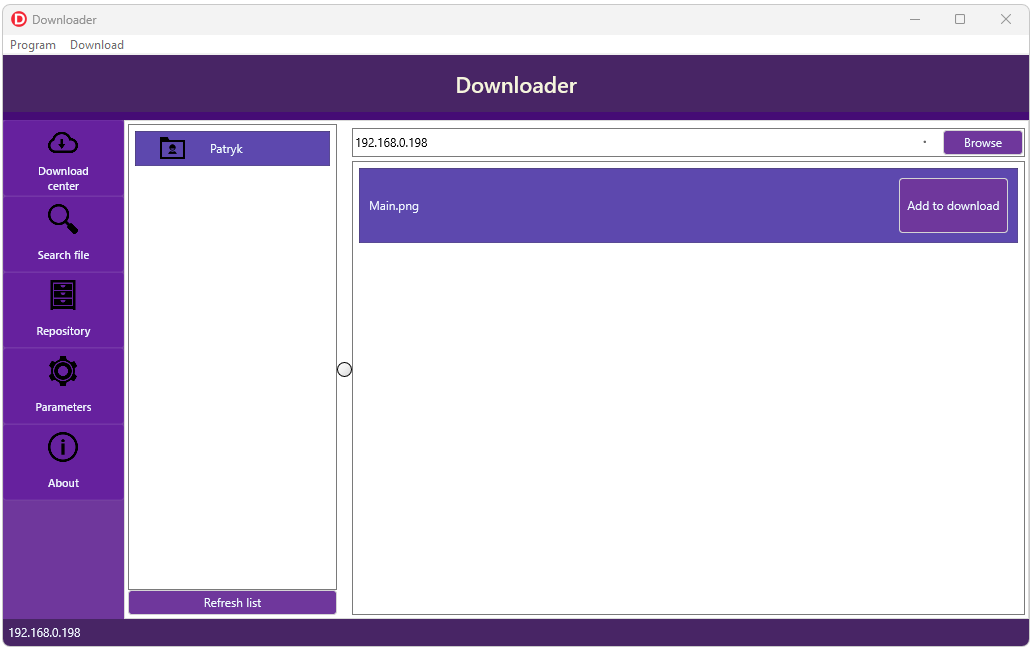 D Downloader
Program Download
Downloader
Download
center
Search file
Repository
Parameters
About
Patryk
Refresh list
192.168.0.198
Browse
Main.png
Add to download
192.168.0.198